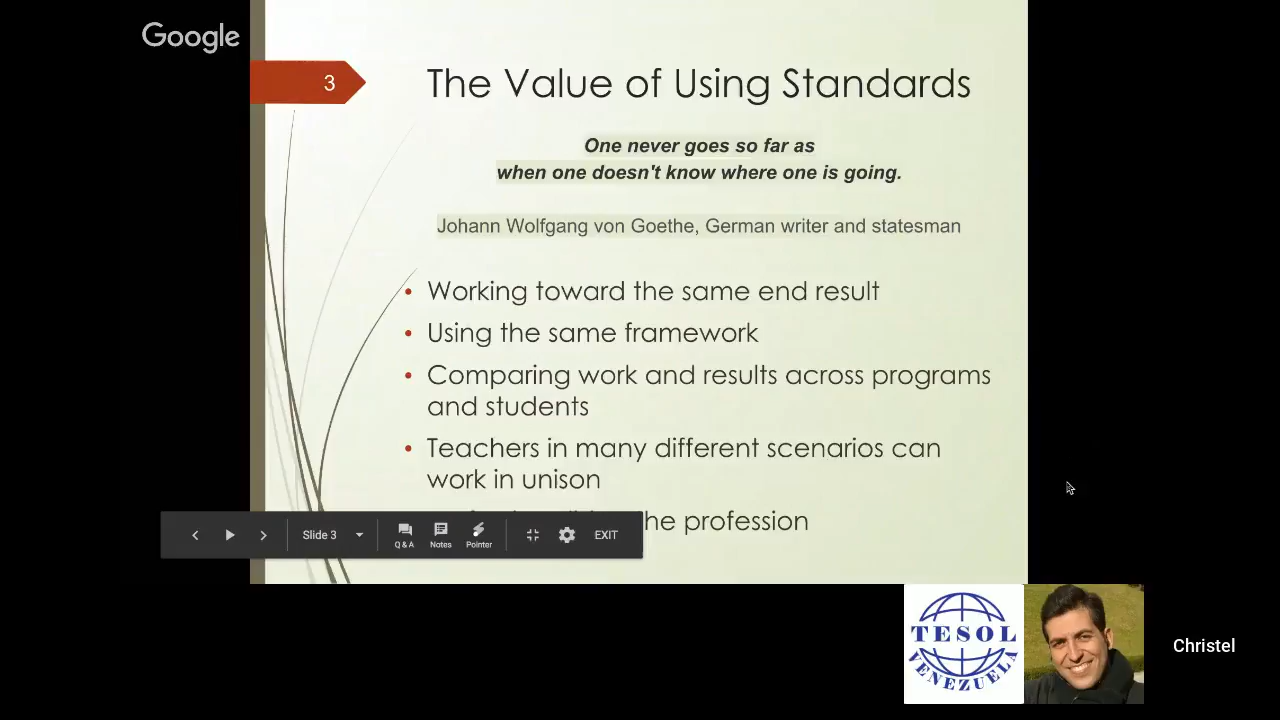 Google
3
The Value of Using Standards
One never goes so far as
when one doesn't know where one is going.
Johann Wolfgang von Goethe, German writer and statesman
• Working toward the same end result
• Using the same framework
• Comparing work and results across programs
and students
• Teachers in many different scenarios can
work in unison
he profession
Slide 3
Q & A
Notes
Pointer
EXIT
TESOL
VENEZUELA
Christel